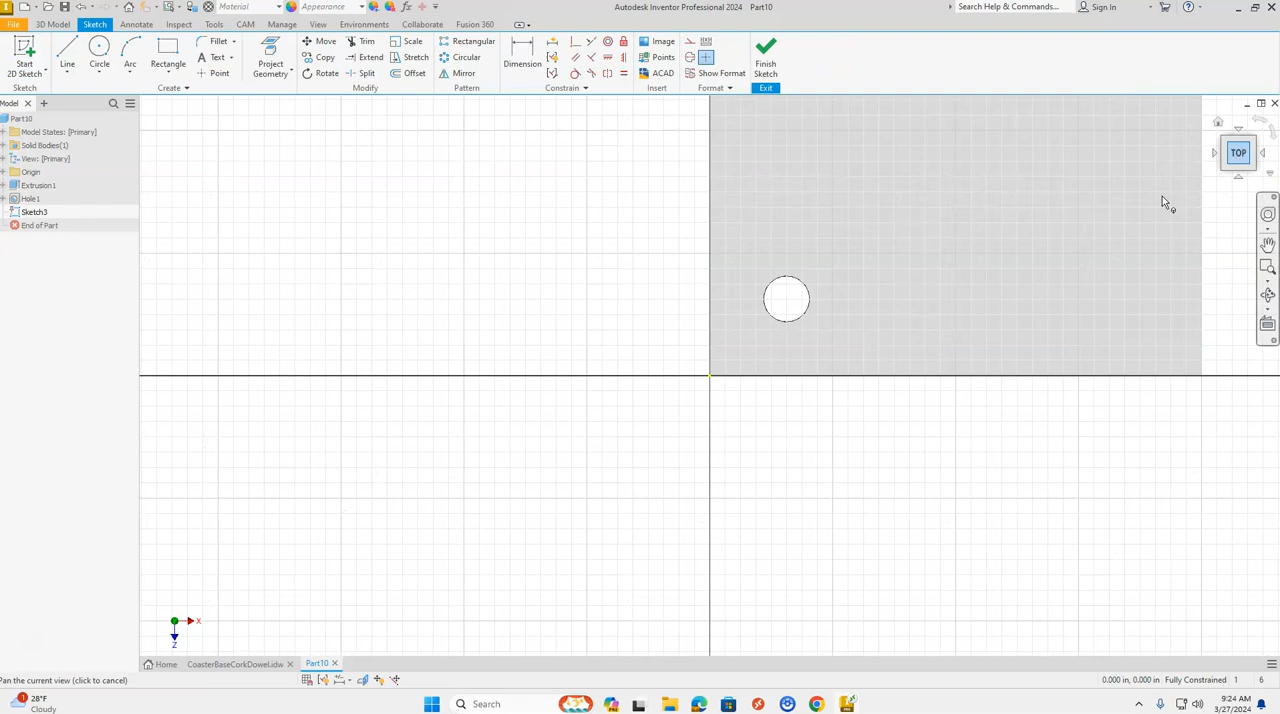 Material
Appearance
Autodesk Inventor Professional 2024 Part10
Search Help & Commands...
Sign In
File 3D Model Sketch Annotate Inspect Tools CAM Manage View Environments Collaborate Fusion 360
Start
2D Sketch
Line
Circle
Arc
Rectangle
Fillet
Text
Point
Project
Geometry
Move
Copy
Rotate
Trim
Extend
Split
Scale
Stretch
Offset
Rectangular
Circular
Mirror
Dimension
Image
Points
ACAD
Show Format
Finish
Sketch
Sketch Create Modify Pattern Constrain Insert Format Exit
Model
Part10
Model States: [Primary]
Solid Bodies(1)
View: [Primary]
Origin
Extrusion1
Hole1
Sketch3
End of Part
TOP
X
Z
Home CoasterBaseCorkDowel.idw Part10
Pan the current view (click to cancel)
0.000 in, 0.000 in Fully Constrained 1 6
1
28°F
Cloudy
Search
PRO
9:24 AM
3/27/2024